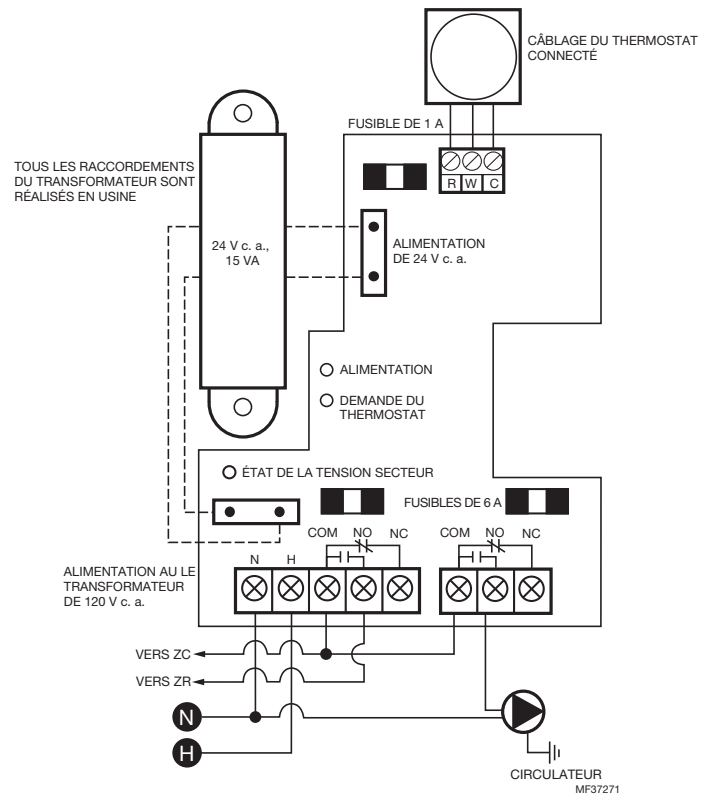 CÂBLAGE DU THERMOSTAT
CONNECTÉ
FUSIBLE DE 1 A
R W C
TOUS LES RACCORDEMENTS
DU TRANSFORMATEUR SONT
RÉALISÉS EN USINE
24 V c. a.,
15 VA
ALIMENTATION
DE 24 V c. a.
ALIMENTATION
DEMANDE DU
THERMOSTAT
ÉTAT DE LA TENSION SECTEUR
FUSIBLES DE 6 A
COM NO NC
COM NO NC
N H
ALIMENTATION AU LE
TRANSFORMATEUR
DE 120 V c. a.
VERS ZC
VERS ZR
N
H
CIRCULATEUR
MF37271